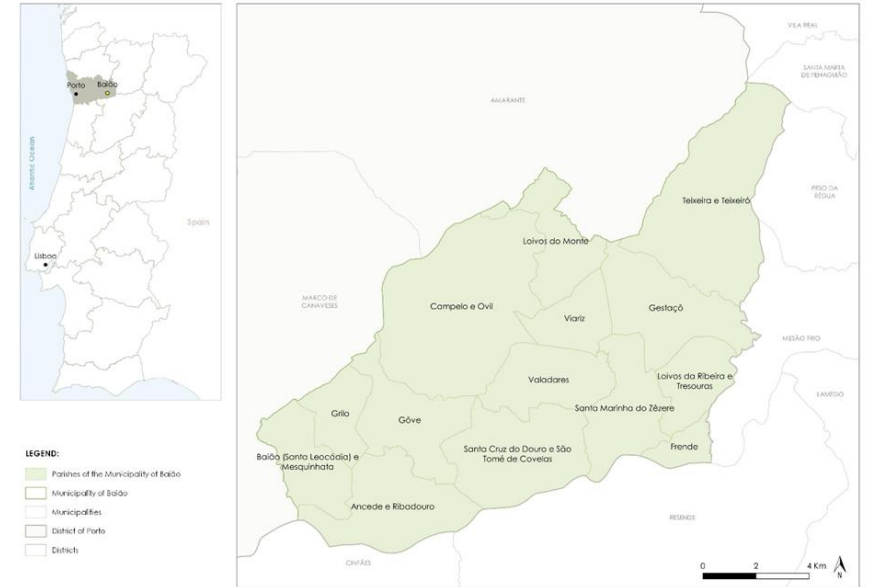 Porto
Baião
Atlantic Ocean
Spain
Lisboa
VILA REAL
SANTA MARTA
DE PENAGUIÃO
AMARANTE
PESO DA
RÉGUA
Teixeira e Teixeiró
Loivos do Monte
MARCO DE
CANAVESES
Campelo e Ovil
Gestaçô
Viariz
MESÃO FRIO
Valadares
Loivos da Ribeira e
Tresouras
LAMEGO
Santa Marinha do Zêzere
Grilo
Gôve
Frende
Santa Cruz do Douro e São
Tomé de Covelas
Baião (Santa Leocádia) e
Mesquinhata
Ancede e Ribadouro
RESENDE
CINFÃES
LEGEND:
Parishes of the Municipality of Baião
Municipality of Baião
Municipalities
District of Porto
Districts
0 2 4 Km
N